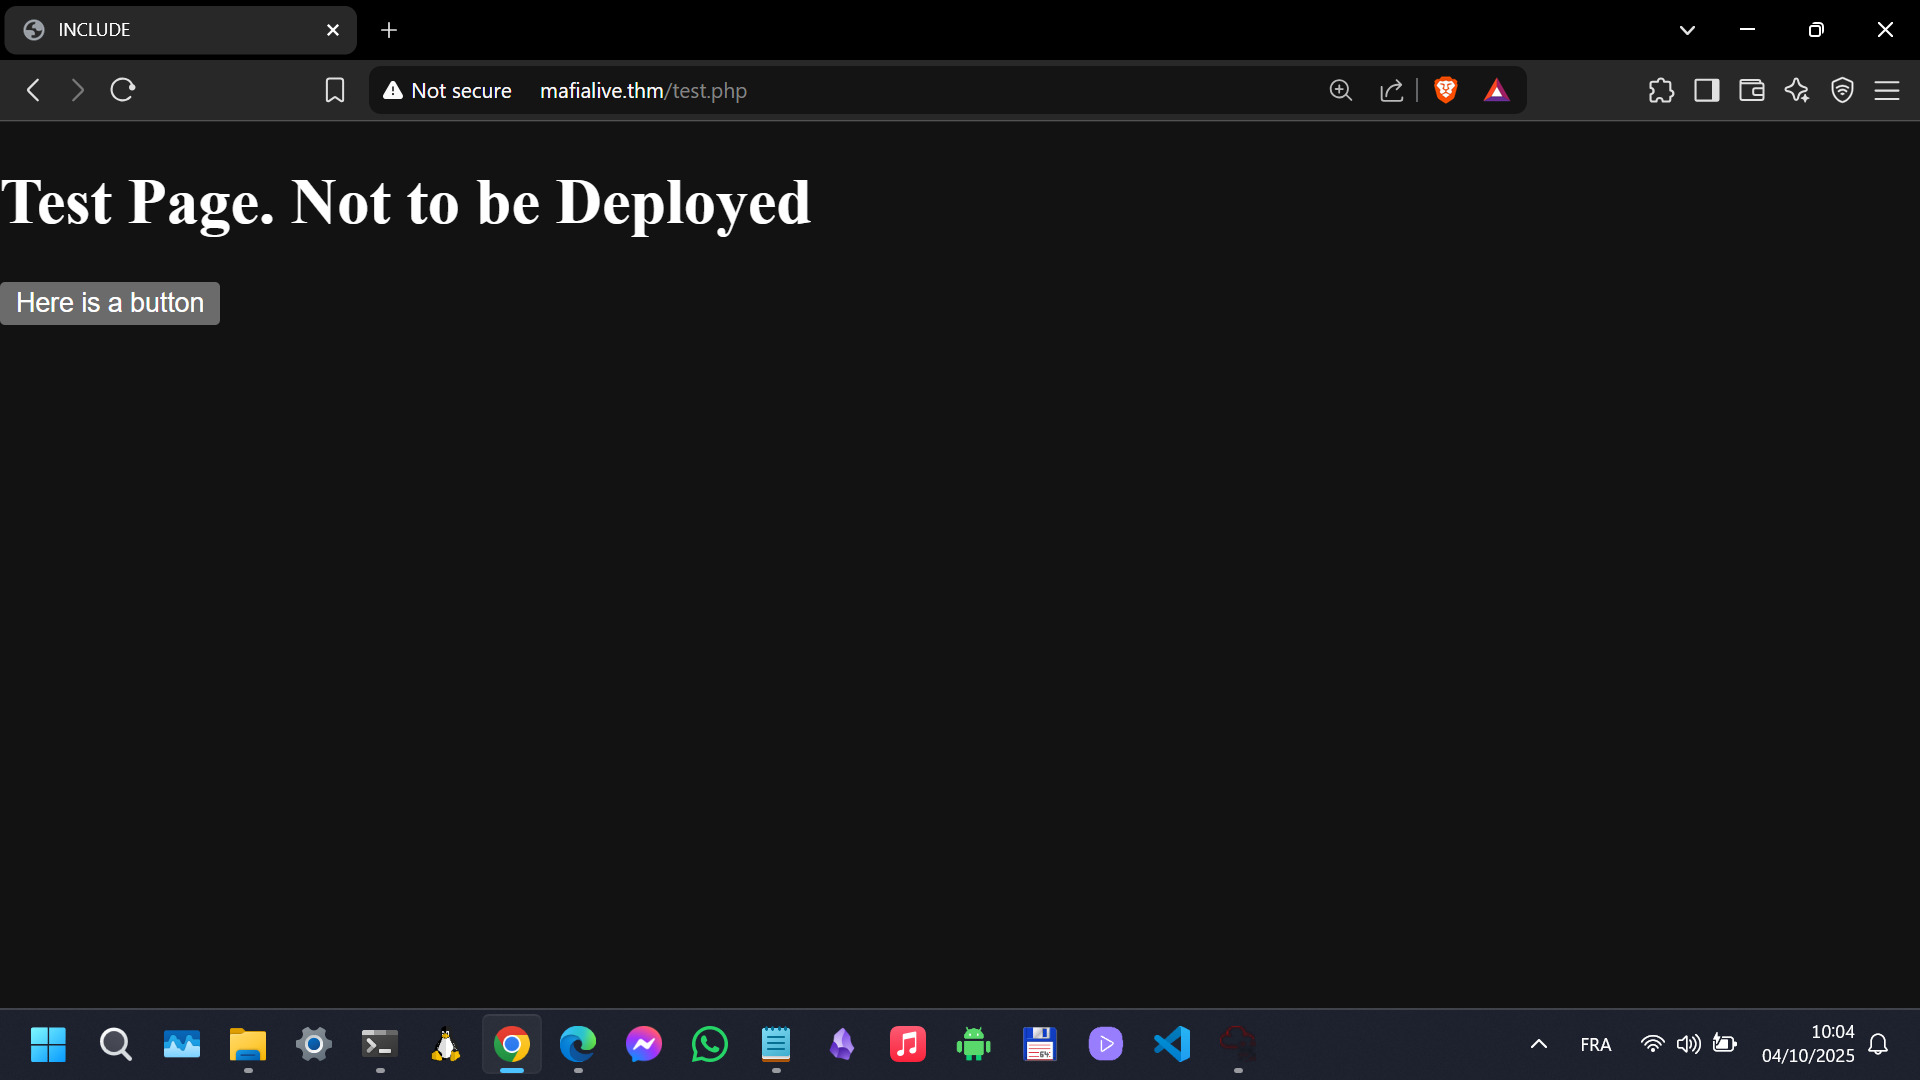 INCLUDE
Not secure
mafialive.thm/test.php
Test Page. Not to be Deployed
Here is a button
64:
FRA
10:04
04/10/2025